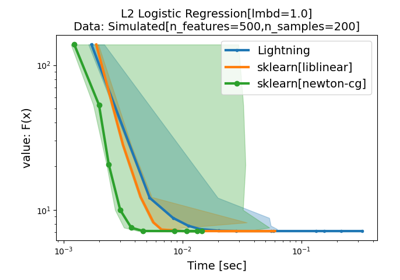 L2 Logistic Regression[lmbd=1.0]
Data: Simulated[n_features=500,n_samples=200]
Lightning
sklearn[liblinear]
sklearn[newton-cg]
value: F(x)
10²
10¹
10⁻³
10⁻²
10⁻¹
Time [sec]